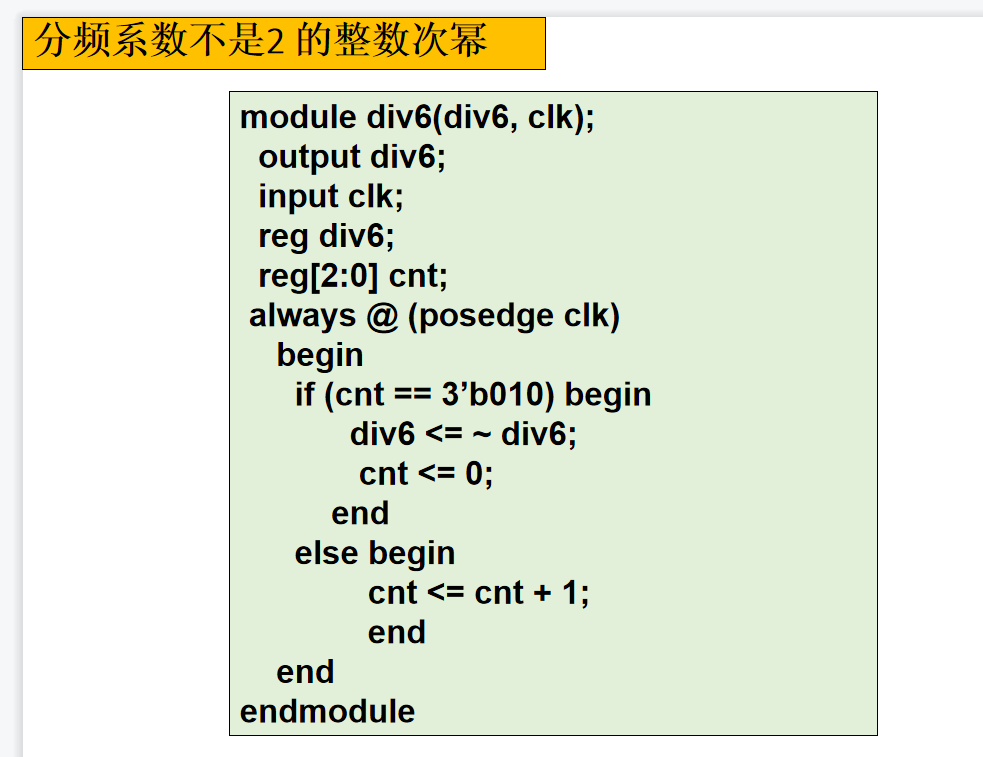 分频系数不是2 的整数次幂
module div6(div6, clk);
output div6;
input clk;
reg div6;
reg[2:0] cnt;
always @ (posedge clk)
begin
if (cnt == 3’b010) begin
div6 <= ~ div6;
cnt <= 0;
end
else begin
cnt <= cnt + 1;
end
end
endmodule